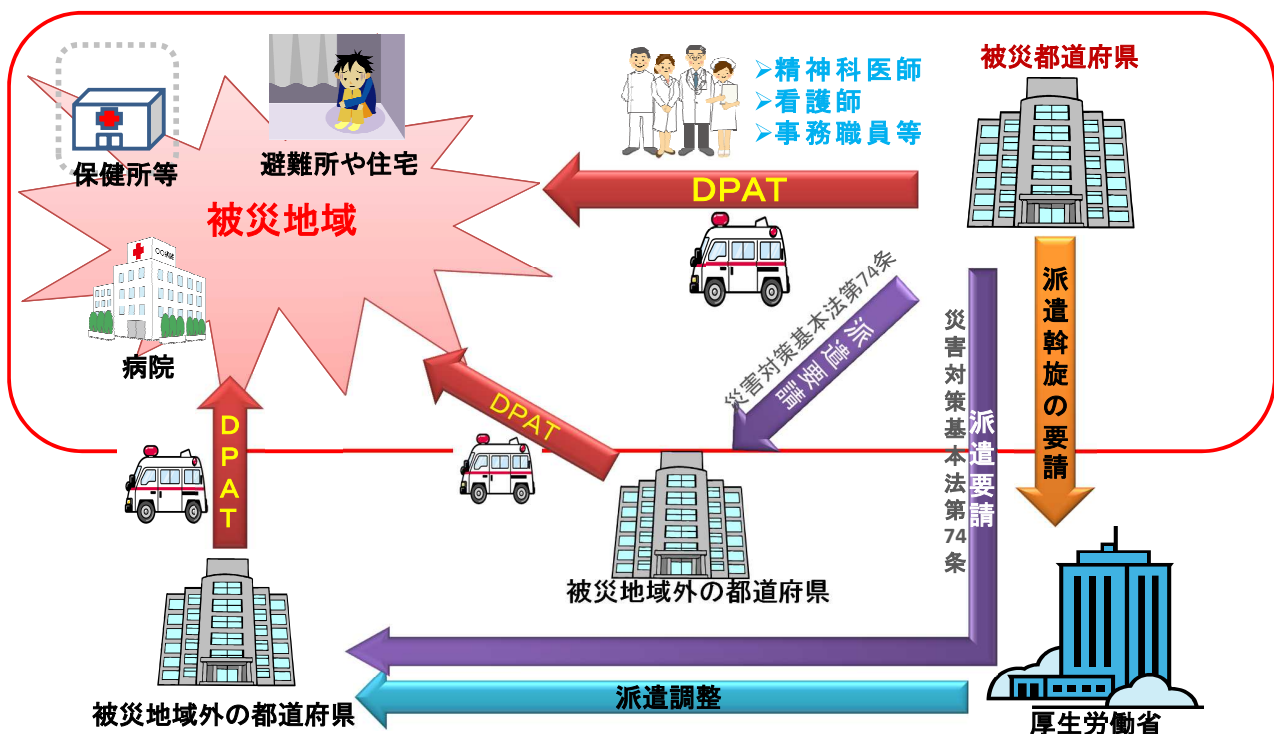 被災都道府県
➢精神科医師
➢看護師
➢事務職員等
保健所等
避難所や住宅
DPAT
被災地域
病院
災害対策基本法第74条
派遣要請
派遣斡旋の要請
災害対策基本法第74条
派遣要請
DPAT
DPAT
被災地域外の都道府県
被災地域外の都道府県
派遣調整
厚生労働省